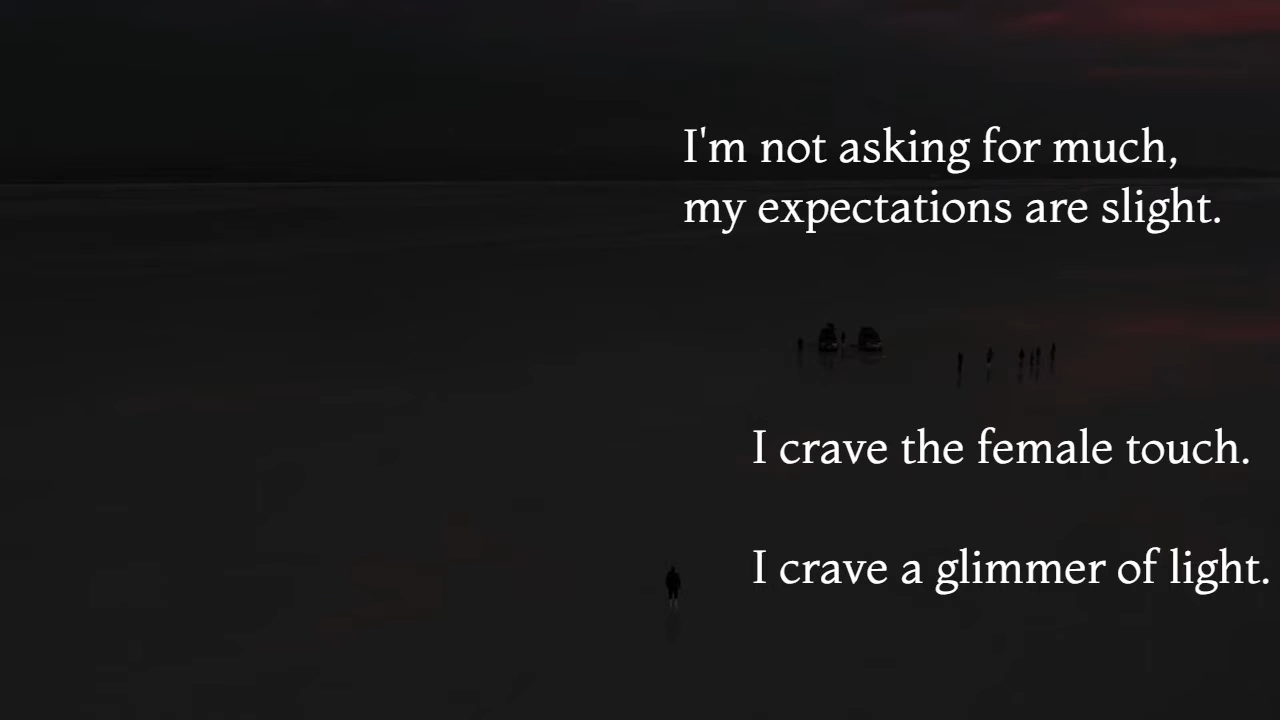 I'm not asking for much,
my expectations are slight.
I crave the female touch.
I crave a glimmer of light.